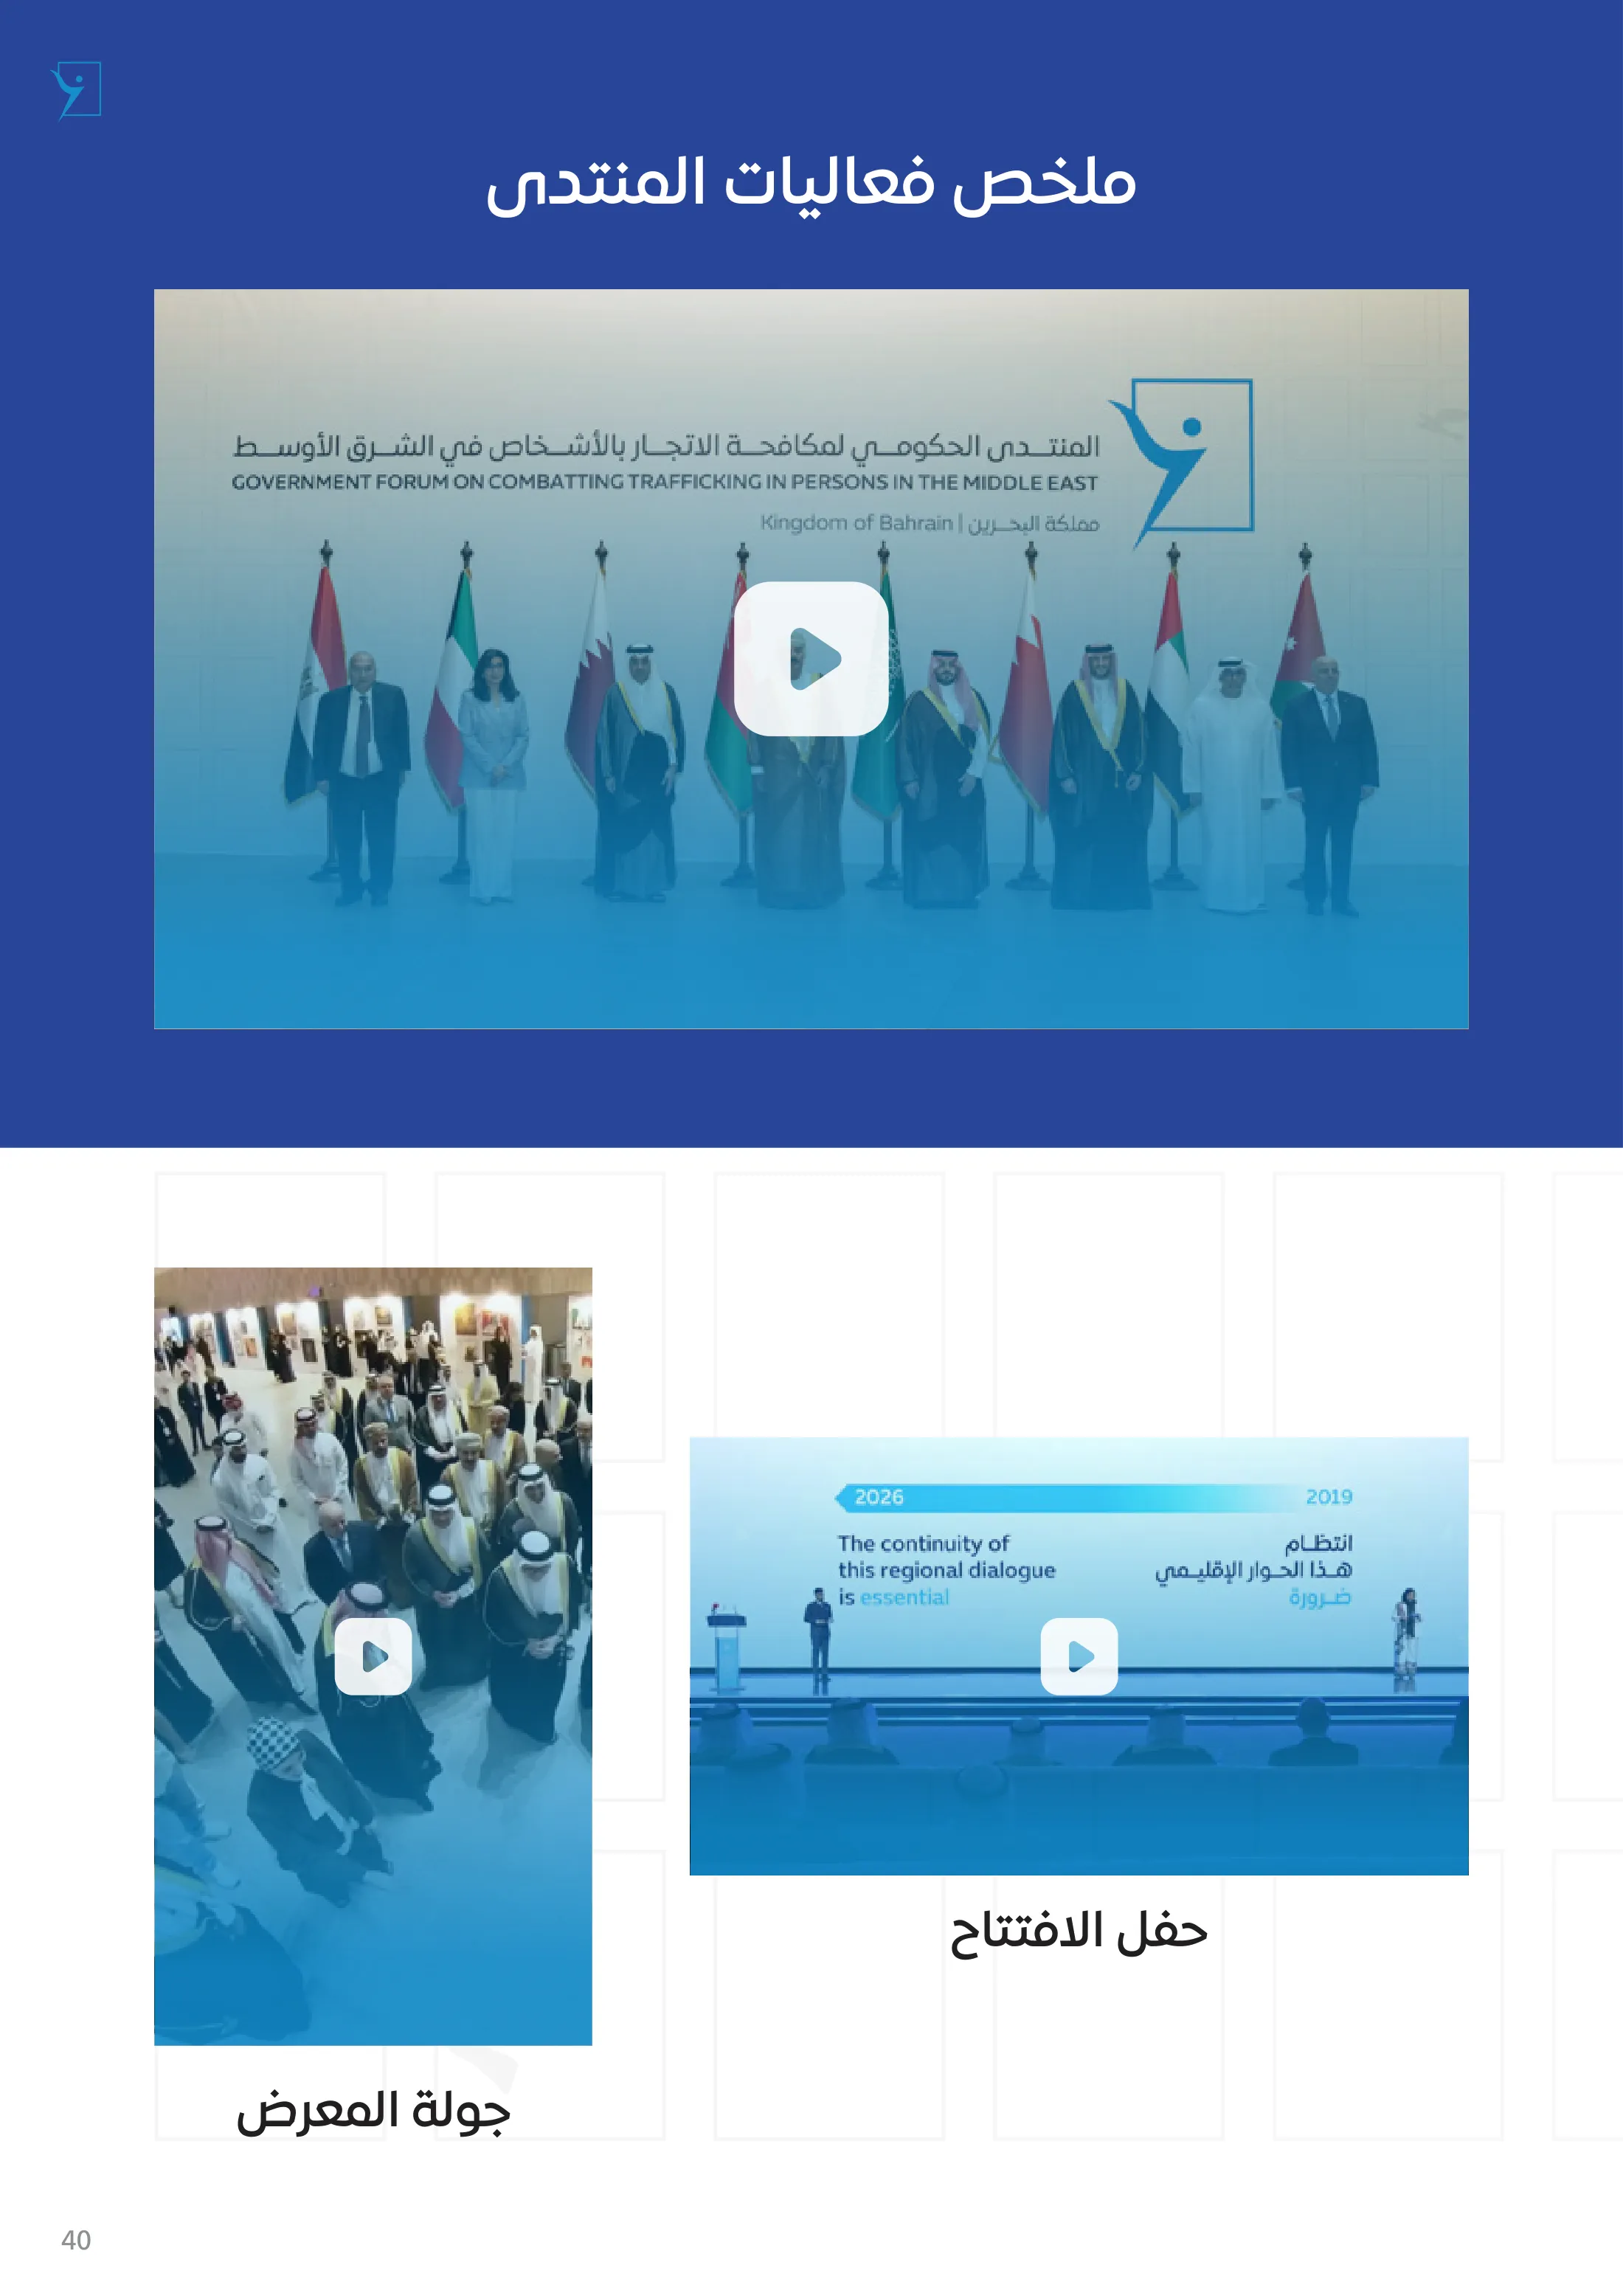 ملخص فعاليات المنتدى
المنتدى الحكومي لمكافحة الاتجار بالأشخاص في الشرق الأوسط
GOVERNMENT FORUM ON COMBATTING TRAFFICKING IN PERSONS IN THE MIDDLE EAST
مملكة البحرين | Kingdom of Bahrain
2019
2026
انتظام
هذا الحوار الإقليمي
ضرورة
The continuity of
this regional dialogue
is essential
حفل الافتتاح
جولة المعرض
40